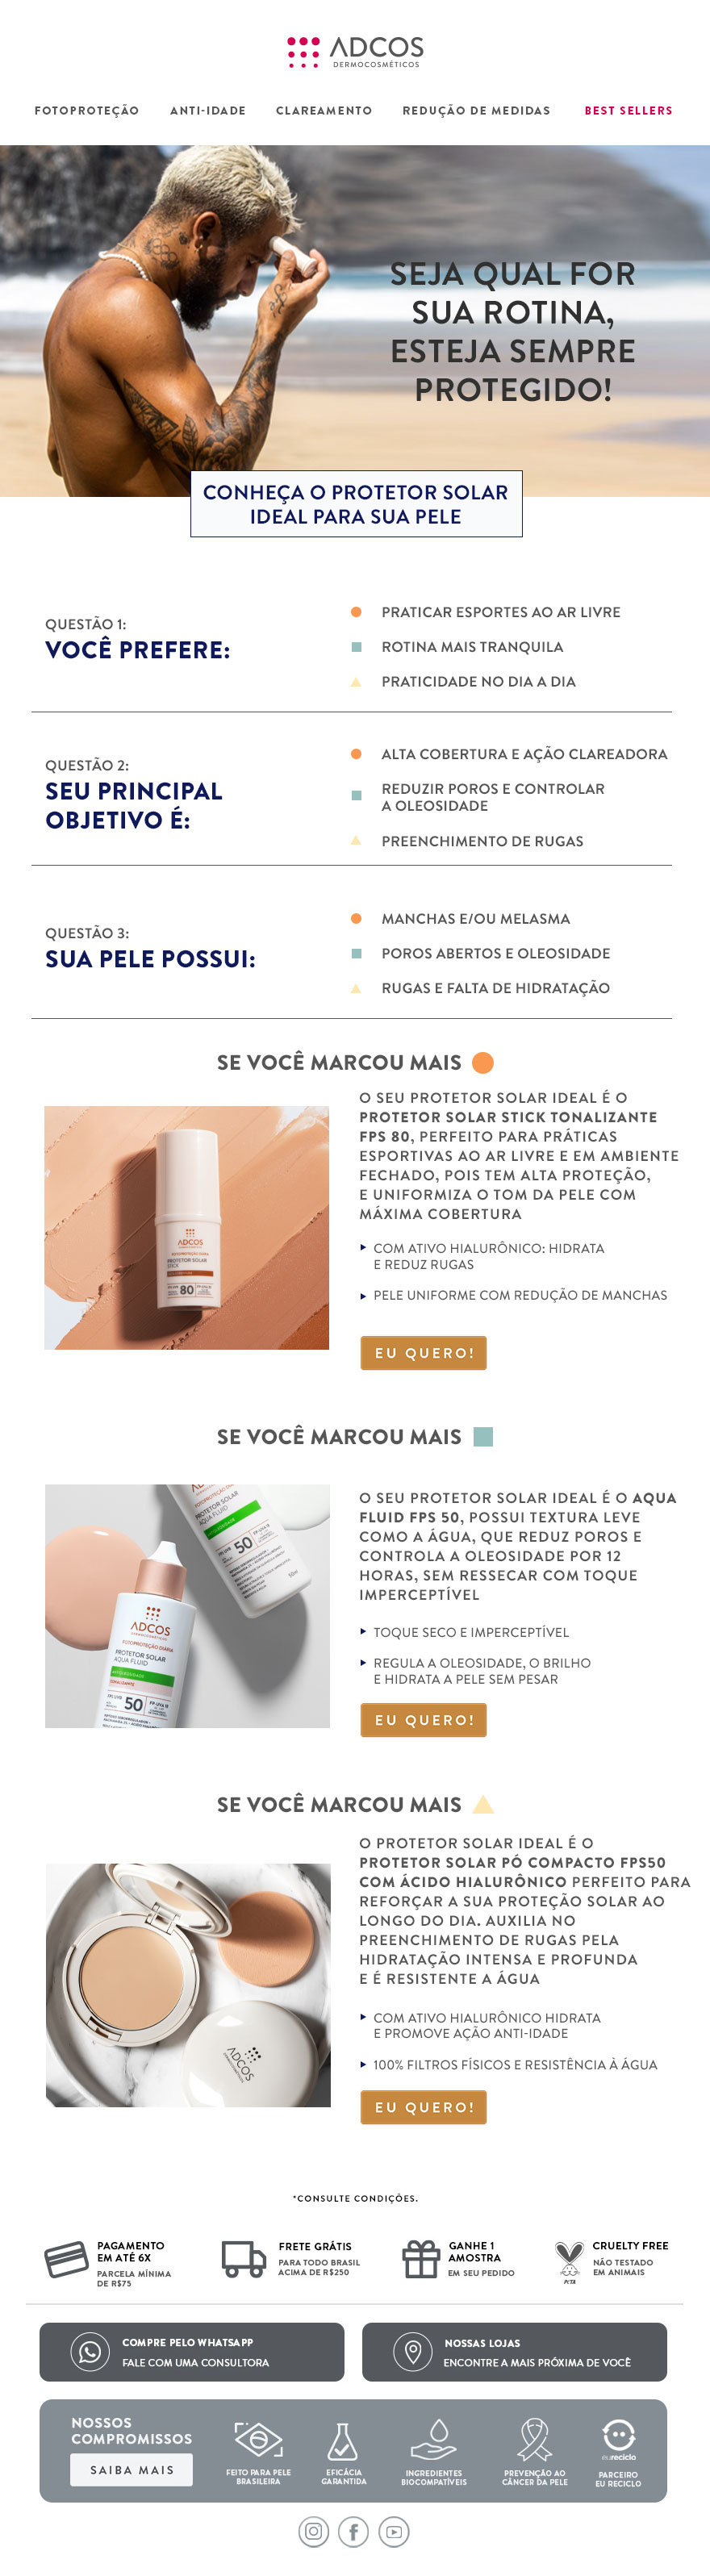 ADCOS
DERMOCOSMÉTICOS
FOTOPROTEÇÃO ANTI-IDADE CLAREAMENTO REDUÇÃO DE MEDIDAS BEST SELLERS
SEJA QUAL FOR
SUA ROTINA,
ESTEJA SEMPRE
PROTEGIDO!
CONHEÇA O PROTETOR SOLAR
IDEAL PARA SUA PELE
QUESTÃO 1:
VOCÊ PREFERE:
PRATICAR ESPORTES AO AR LIVRE
ROTINA MAIS TRANQUILA
PRATICIDADE NO DIA A DIA
QUESTÃO 2:
SEU PRINCIPAL
OBJETIVO É:
ALTA COBERTURA E AÇÃO CLAREADORA
REDUZIR POROS E CONTROLAR
A OLEOSIDADE
PREENCHIMENTO DE RUGAS
QUESTÃO 3:
SUA PELE POSSUI:
MANCHAS E/OU MELASMA
POROS ABERTOS E OLEOSIDADE
RUGAS E FALTA DE HIDRATAÇÃO
SE VOCÊ MARCOU MAIS
ADCOS
PROTETOR SOLAR
STICK
80
O SEU PROTETOR SOLAR IDEAL É O
PROTETOR SOLAR STICK TONALIZANTE
FPS 80, PERFEITO PARA PRÁTICAS
ESPORTIVAS AO AR LIVRE E EM AMBIENTE
FECHADO, POIS TEM ALTA PROTEÇÃO,
E UNIFORMIZA O TOM DA PELE COM
MÁXIMA COBERTURA
COM ATIVO HIALURÔNICO: HIDRATA
E REDUZ RUGAS
PELE UNIFORME COM REDUÇÃO DE MANCHAS
EU QUERO!
SE VOCÊ MARCOU MAIS
PROTETOR SOLAR
AQUA FLUID
50
ADCOS
FOTOPROTEÇÃO DIÁRIA
PROTETOR SOLAR
AQUA FLUID
TONALIZANTE
50
O SEU PROTETOR SOLAR IDEAL É O AQUA
FLUID FPS 50, POSSUI TEXTURA LEVE
COMO A ÁGUA, QUE REDUZ POROS E
CONTROLA A OLEOSIDADE POR 12
HORAS, SEM RESSECAR COM TOQUE
IMPERCEPTÍVEL
TOQUE SECO E IMPERCEPTÍVEL
REGULA A OLEOSIDADE, O BRILHO
E HIDRATA A PELE SEM PESAR
EU QUERO!
SE VOCÊ MARCOU MAIS
ADCOS
O PROTETOR SOLAR IDEAL É O
PROTETOR SOLAR PÓ COMPACTO FPS50
COM ÁCIDO HIALURÔNICO PERFEITO PARA
REFORÇAR A SUA PROTEÇÃO SOLAR AO
LONGO DO DIA. AUXILIA NO
PREENCHIMENTO DE RUGAS PELA
HIDRATAÇÃO INTENSA E PROFUNDA
E É RESISTENTE A ÁGUA
COM ATIVO HIALURÔNICO HIDRATA
E PROMOVE AÇÃO ANTI-IDADE
100% FILTROS FÍSICOS E RESISTÊNCIA À ÁGUA
EU QUERO!
*CONSULTE CONDIÇÕES.
PAGAMENTO
EM ATÉ 6X
PARCELA MÍNIMA
DE R$75
FRETE GRÁTIS
PARA TODO BRASIL
ACIMA DE R$250
GANHE 1
AMOSTRA
EM SEU PEDIDO
PETA
CRUELTY FREE
NÃO TESTADO
EM ANIMAIS
COMPRE PELO WHATSAPP
FALE COM UMA CONSULTORA
NOSSAS LOJAS
ENCONTRE A MAIS PRÓXIMA DE VOCÊ
NOSSOS
COMPROMISSOS
SAIBA MAIS
FEITO PARA PELE
BRASILEIRA
EFICÁCIA
GARANTIDA
INGREDIENTES
BIOCOMPATÍVEIS
PREVENÇÃO AO
CÂNCER DA PELE
eureciclo
PARCEIRO
EU RECICLO